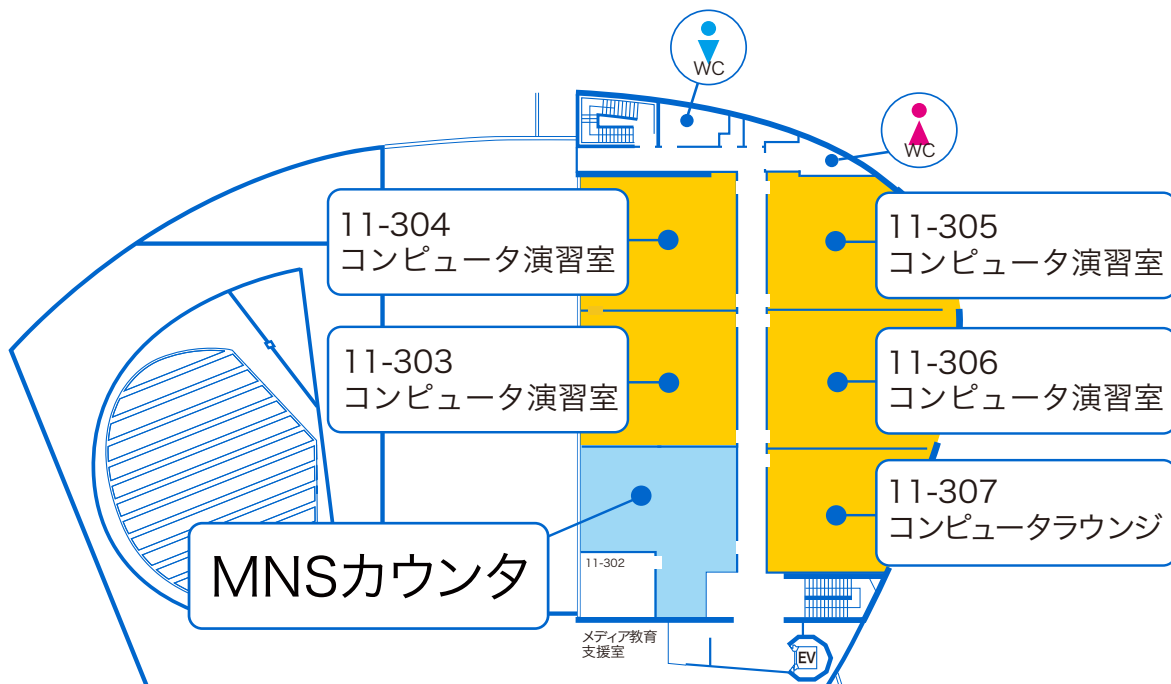 WC
WC
11-304
コンピュータ演習室
11-305
コンピュータ演習室
11-303
コンピュータ演習室
11-306
コンピュータ演習室
11-307
コンピュータラウンジ
MNSカウンタ
11-302
メディア教育
支援室
EV